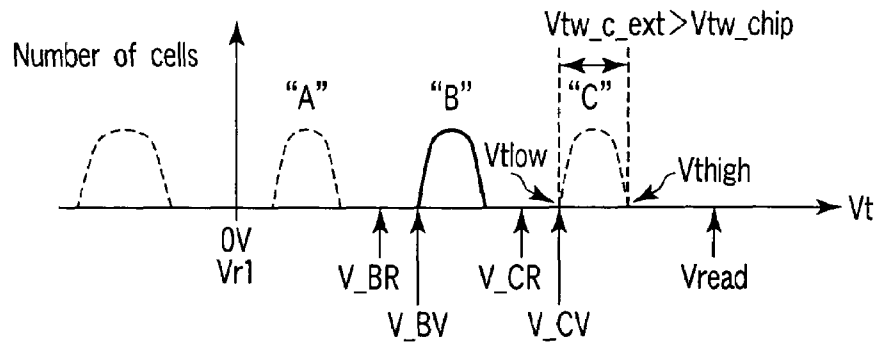 Vtw_c_ext>Vtw_chip
Number of cells
“A”
“B”
“C”
Vtlow
Vthigh
Vt
0V
Vr1
V_BR
V_CR
Vread
V_BV
V_CV